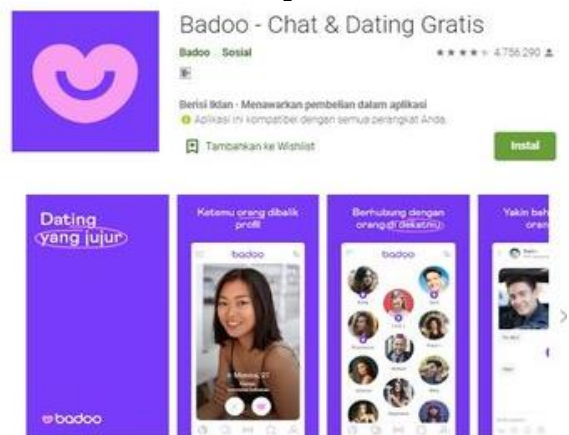 Badoo - Chat & Dating Gratis
Badoo Sosial
4.756.290
Berisi Iklan · Menawarkan pembelian dalam aplikasi
Aplikasi ini kompatibel dengan semua perangkat Anda.
Tambahkan ke Wishlist
Instal
Dating
yang jujur
badoo
Ketemu orang dibalik
profil
badoo
Berhubung dengan
orang di dekatmu
badoo
Yakin bah
oran